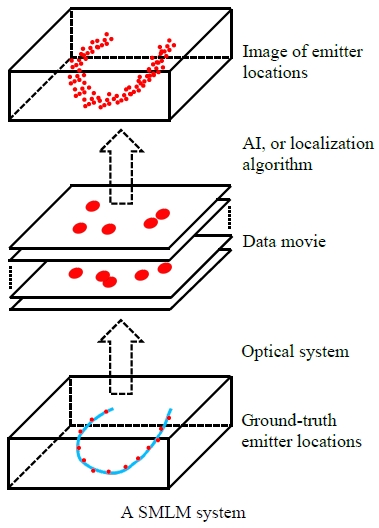 Image of emitter
locations
AI, or localization
algorithm
Data movie
Optical system
Ground-truth
emitter locations
A SMLM system